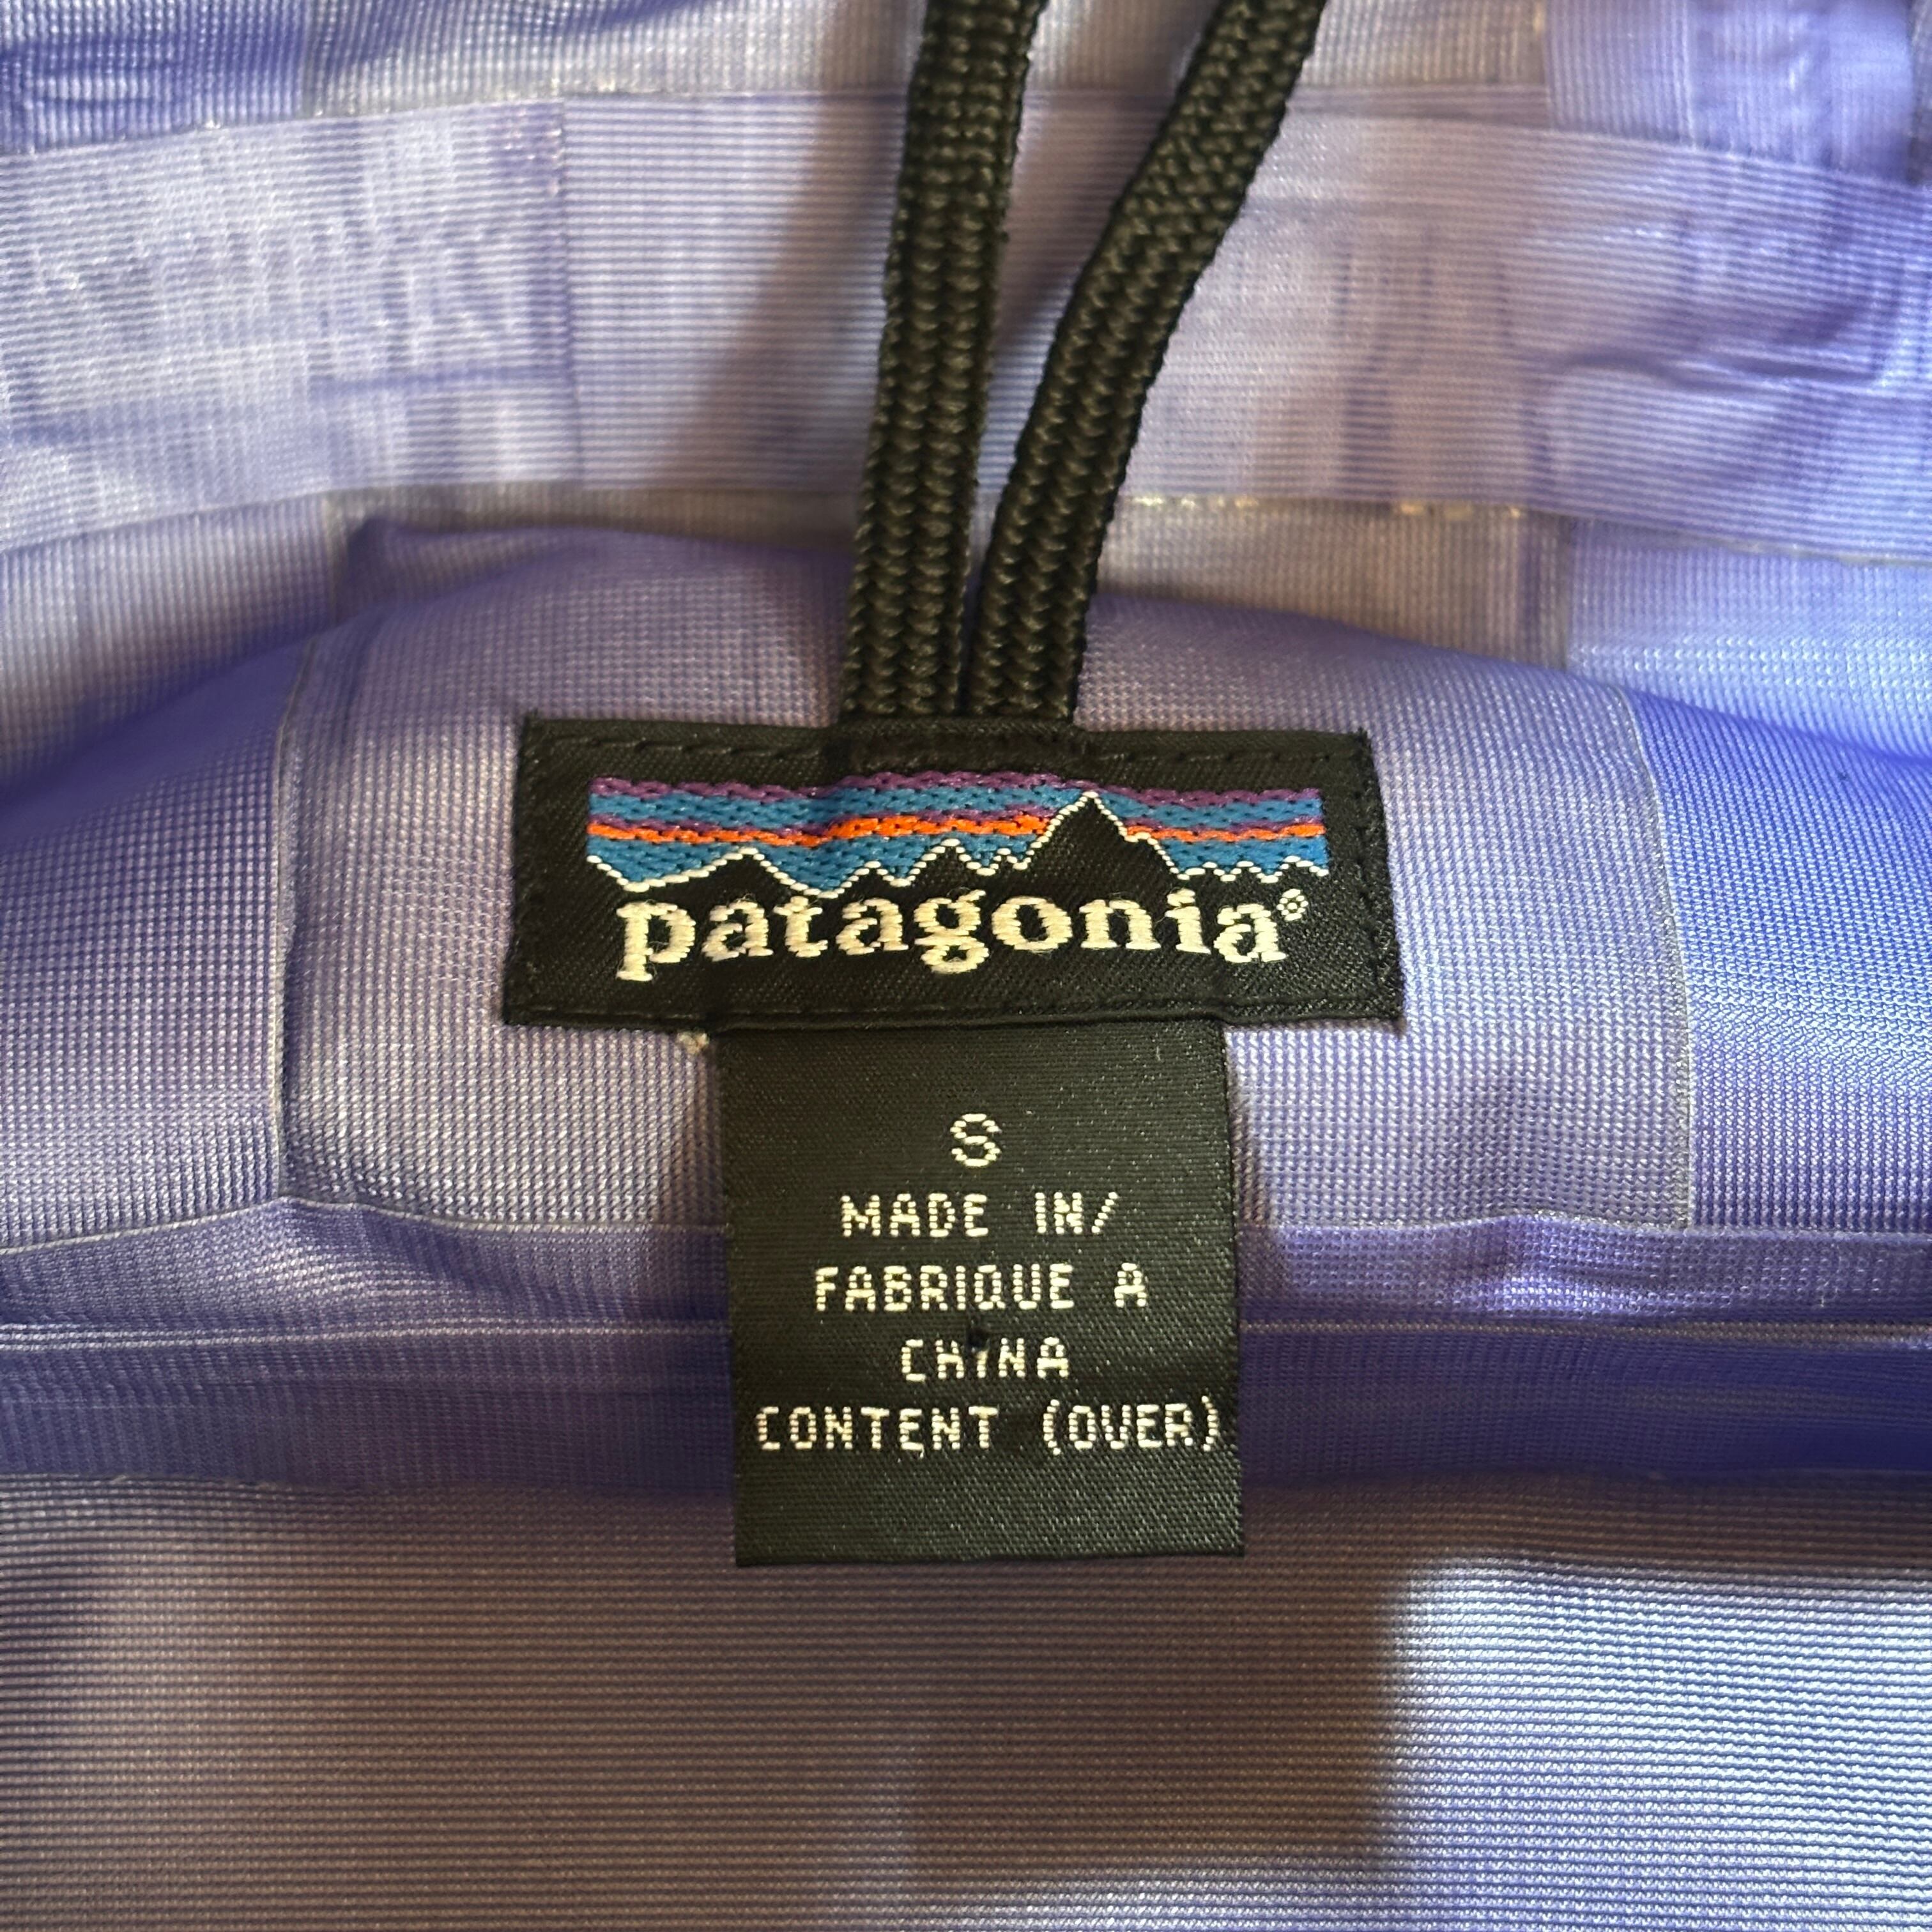 patagonia®
S
MADE IN/
FABRIQUE A
CHINA
CONTENT (OVER)